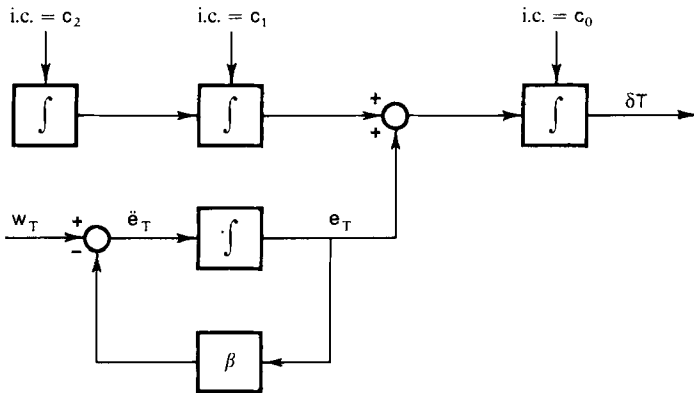 i.c. = c₂ i.c. = c₁ i.c. = c₀
∫ ∫ + + ∫ δT
w_T + − ë_T ∫ e_T
β